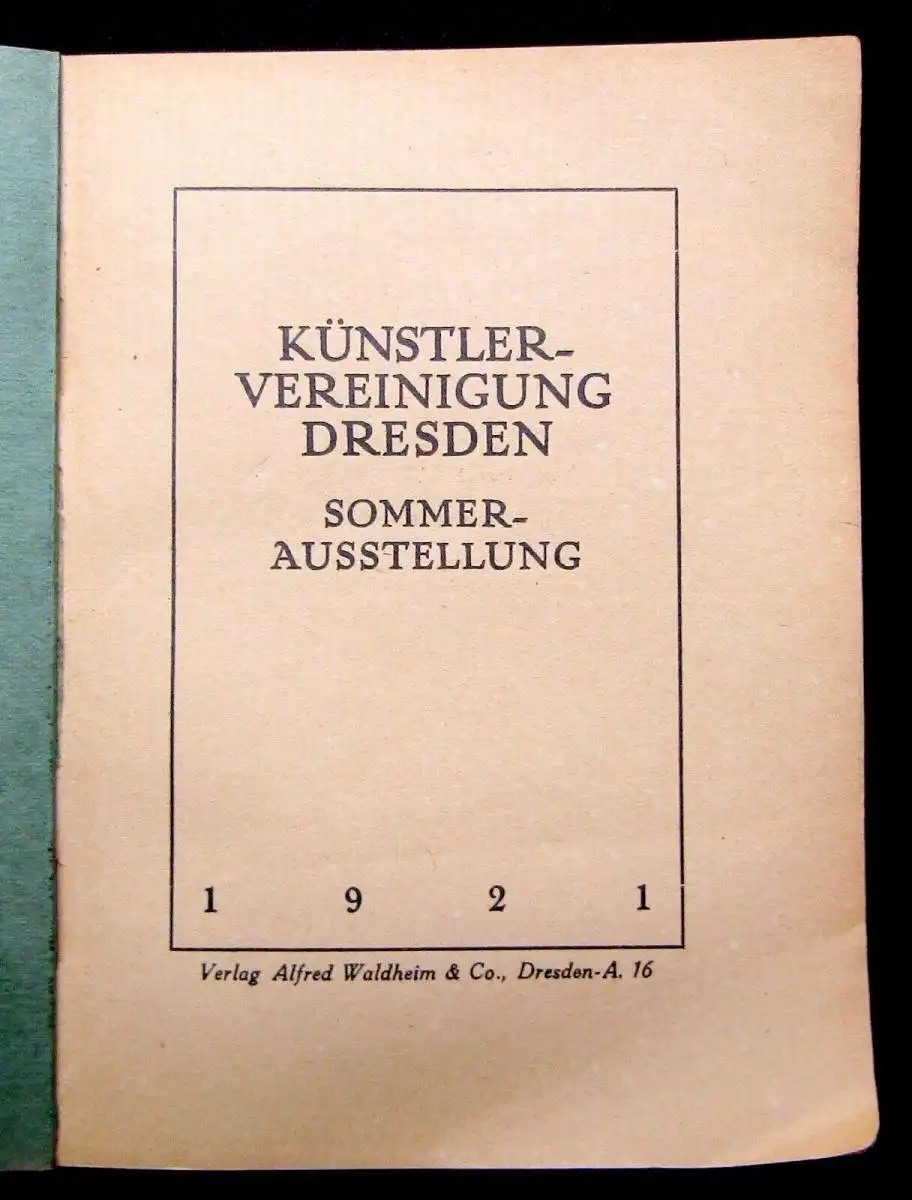 KÜNSTLER-
VEREINIGUNG
DRESDEN
SOMMER-
AUSSTELLUNG
1 9 2 1
Verlag Alfred Waldheim & Co., Dresden-A. 16